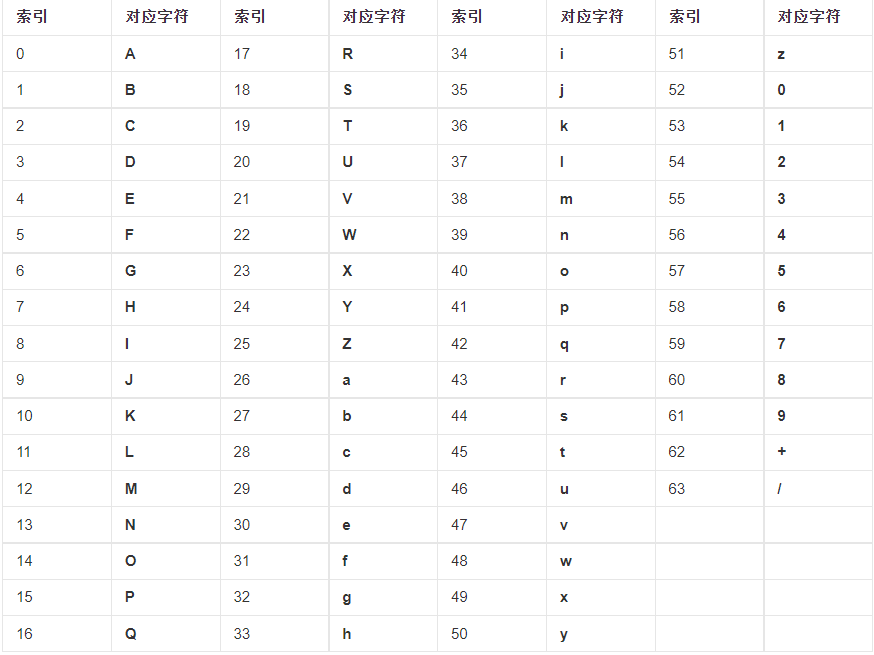 索引 对应字符 索引 对应字符 索引 对应字符 索引 对应字符
0 A 17 R 34 i 51 z
1 B 18 S 35 j 52 0
2 C 19 T 36 k 53 1
3 D 20 U 37 l 54 2
4 E 21 V 38 m 55 3
5 F 22 W 39 n 56 4
6 G 23 X 40 o 57 5
7 H 24 Y 41 p 58 6
8 I 25 Z 42 q 59 7
9 J 26 a 43 r 60 8
10 K 27 b 44 s 61 9
11 L 28 c 45 t 62 +
12 M 29 d 46 u 63 /
13 N 30 e 47 v
14 O 31 f 48 w
15 P 32 g 49 x
16 Q 33 h 50 y